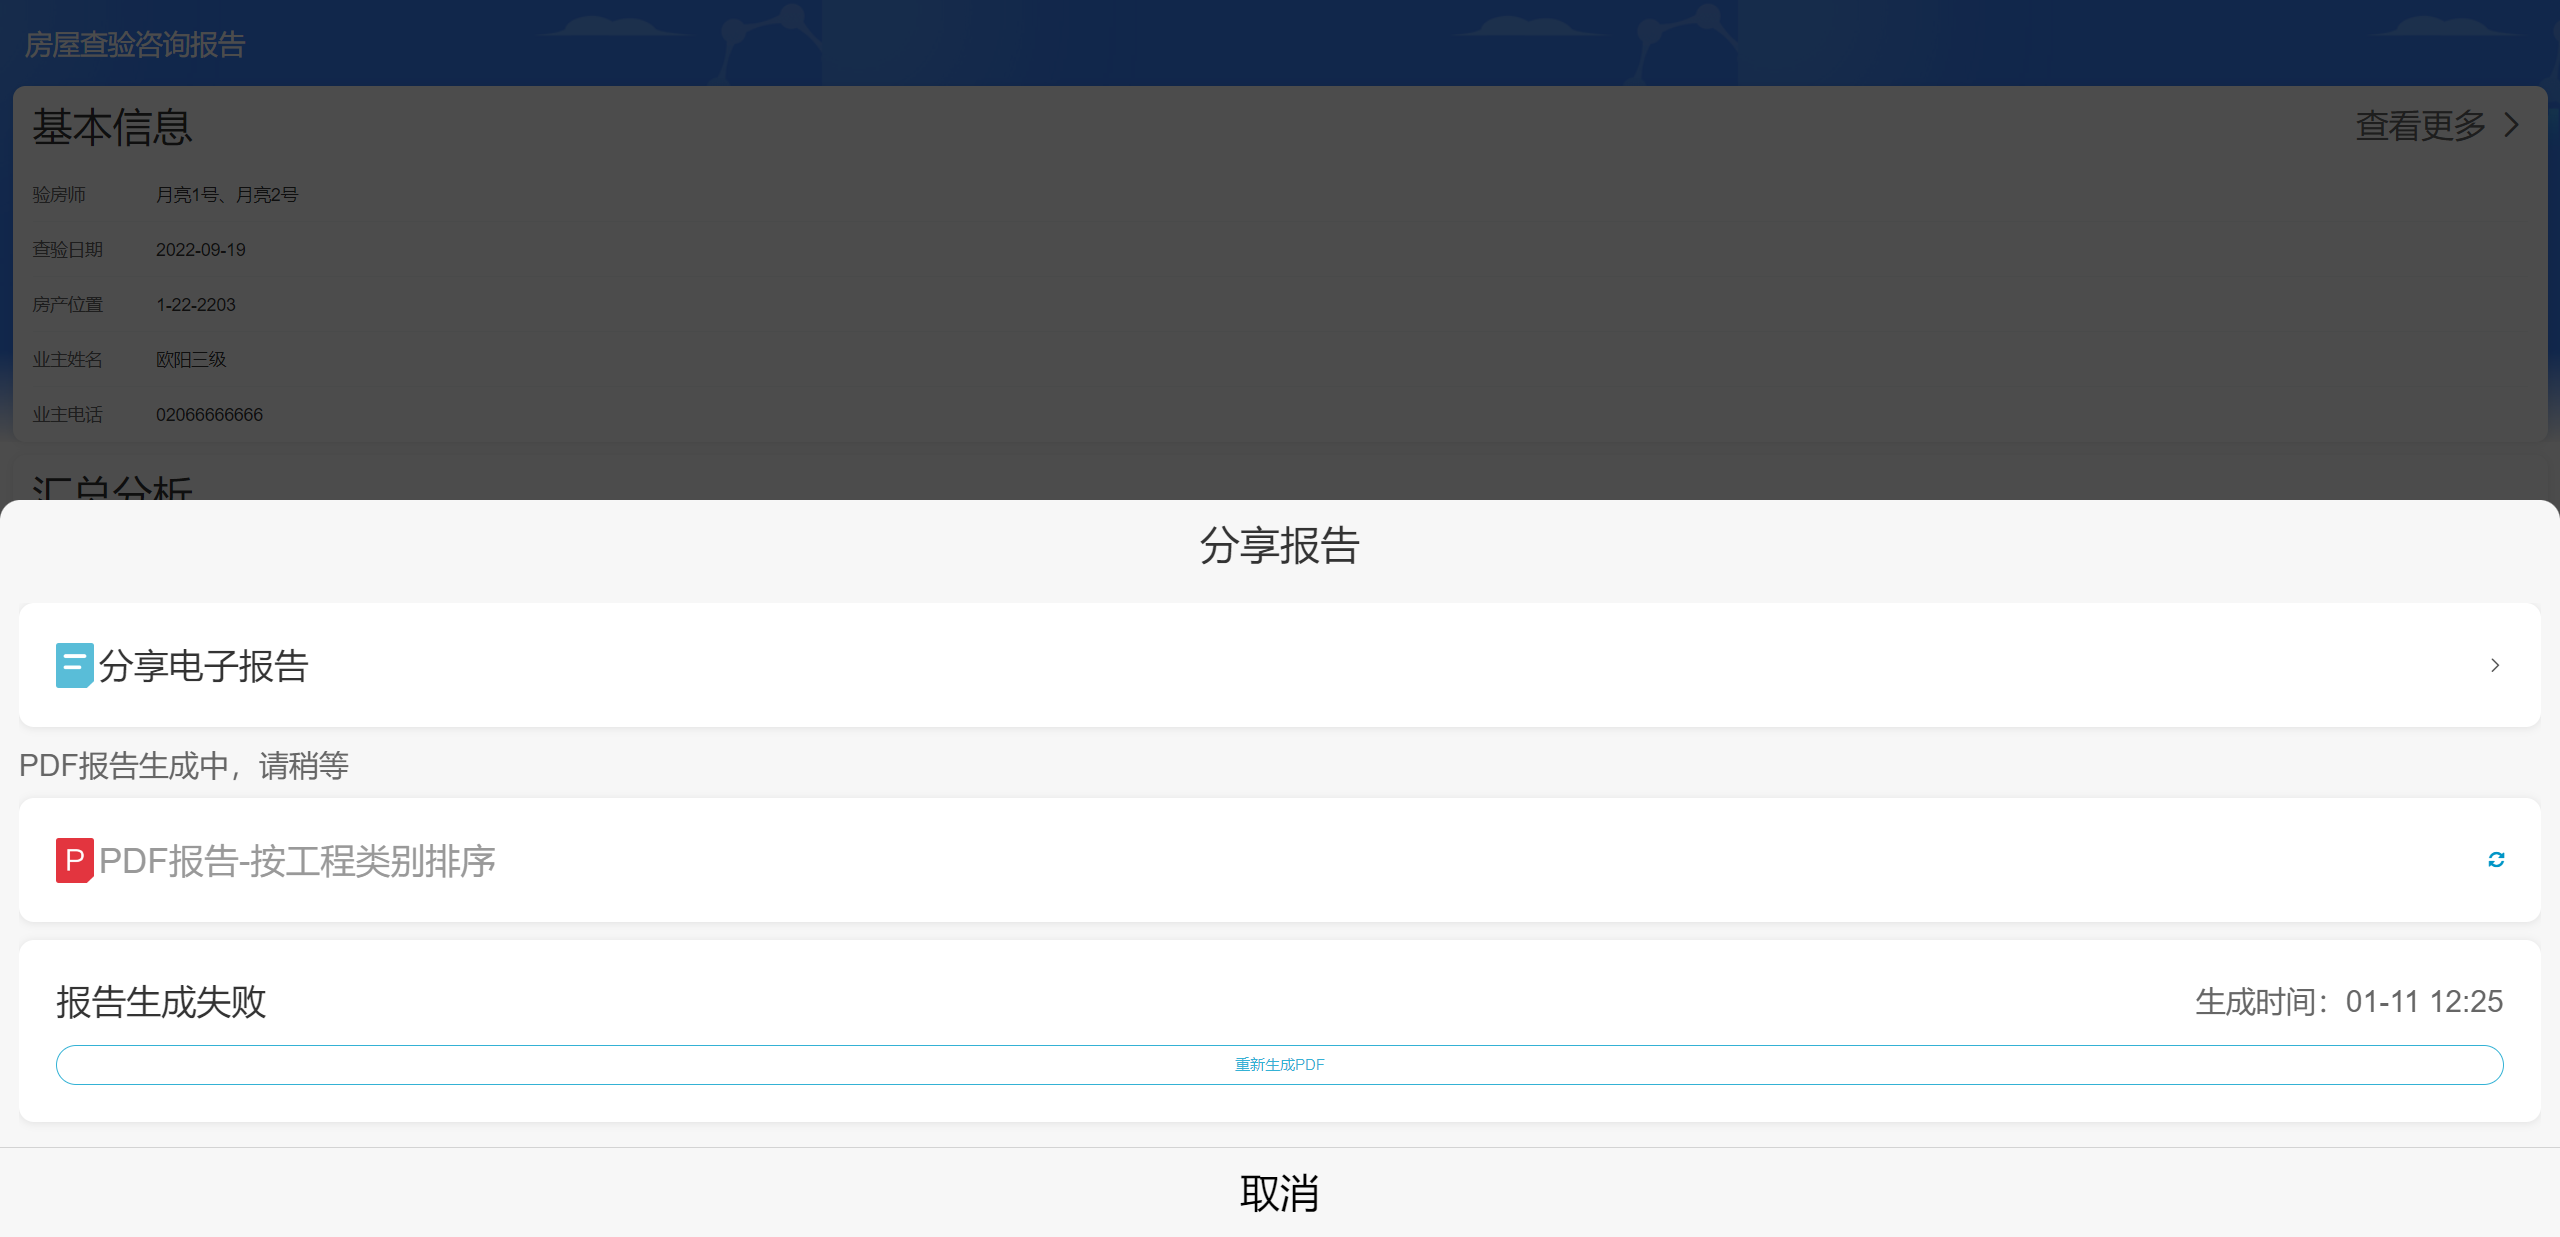 房屋查验咨询报告
基本信息
查看更多
验房师 月亮1号、月亮2号
查验日期 2022-09-19
房产位置 1-22-2203
业主姓名 欧阳三级
业主电话 02066666666
汇总分析
分享报告
分享电子报告
PDF报告生成中，请稍等
P PDF报告-按工程类别排序
报告生成失败
生成时间：01-11 12:25
重新生成PDF
取消